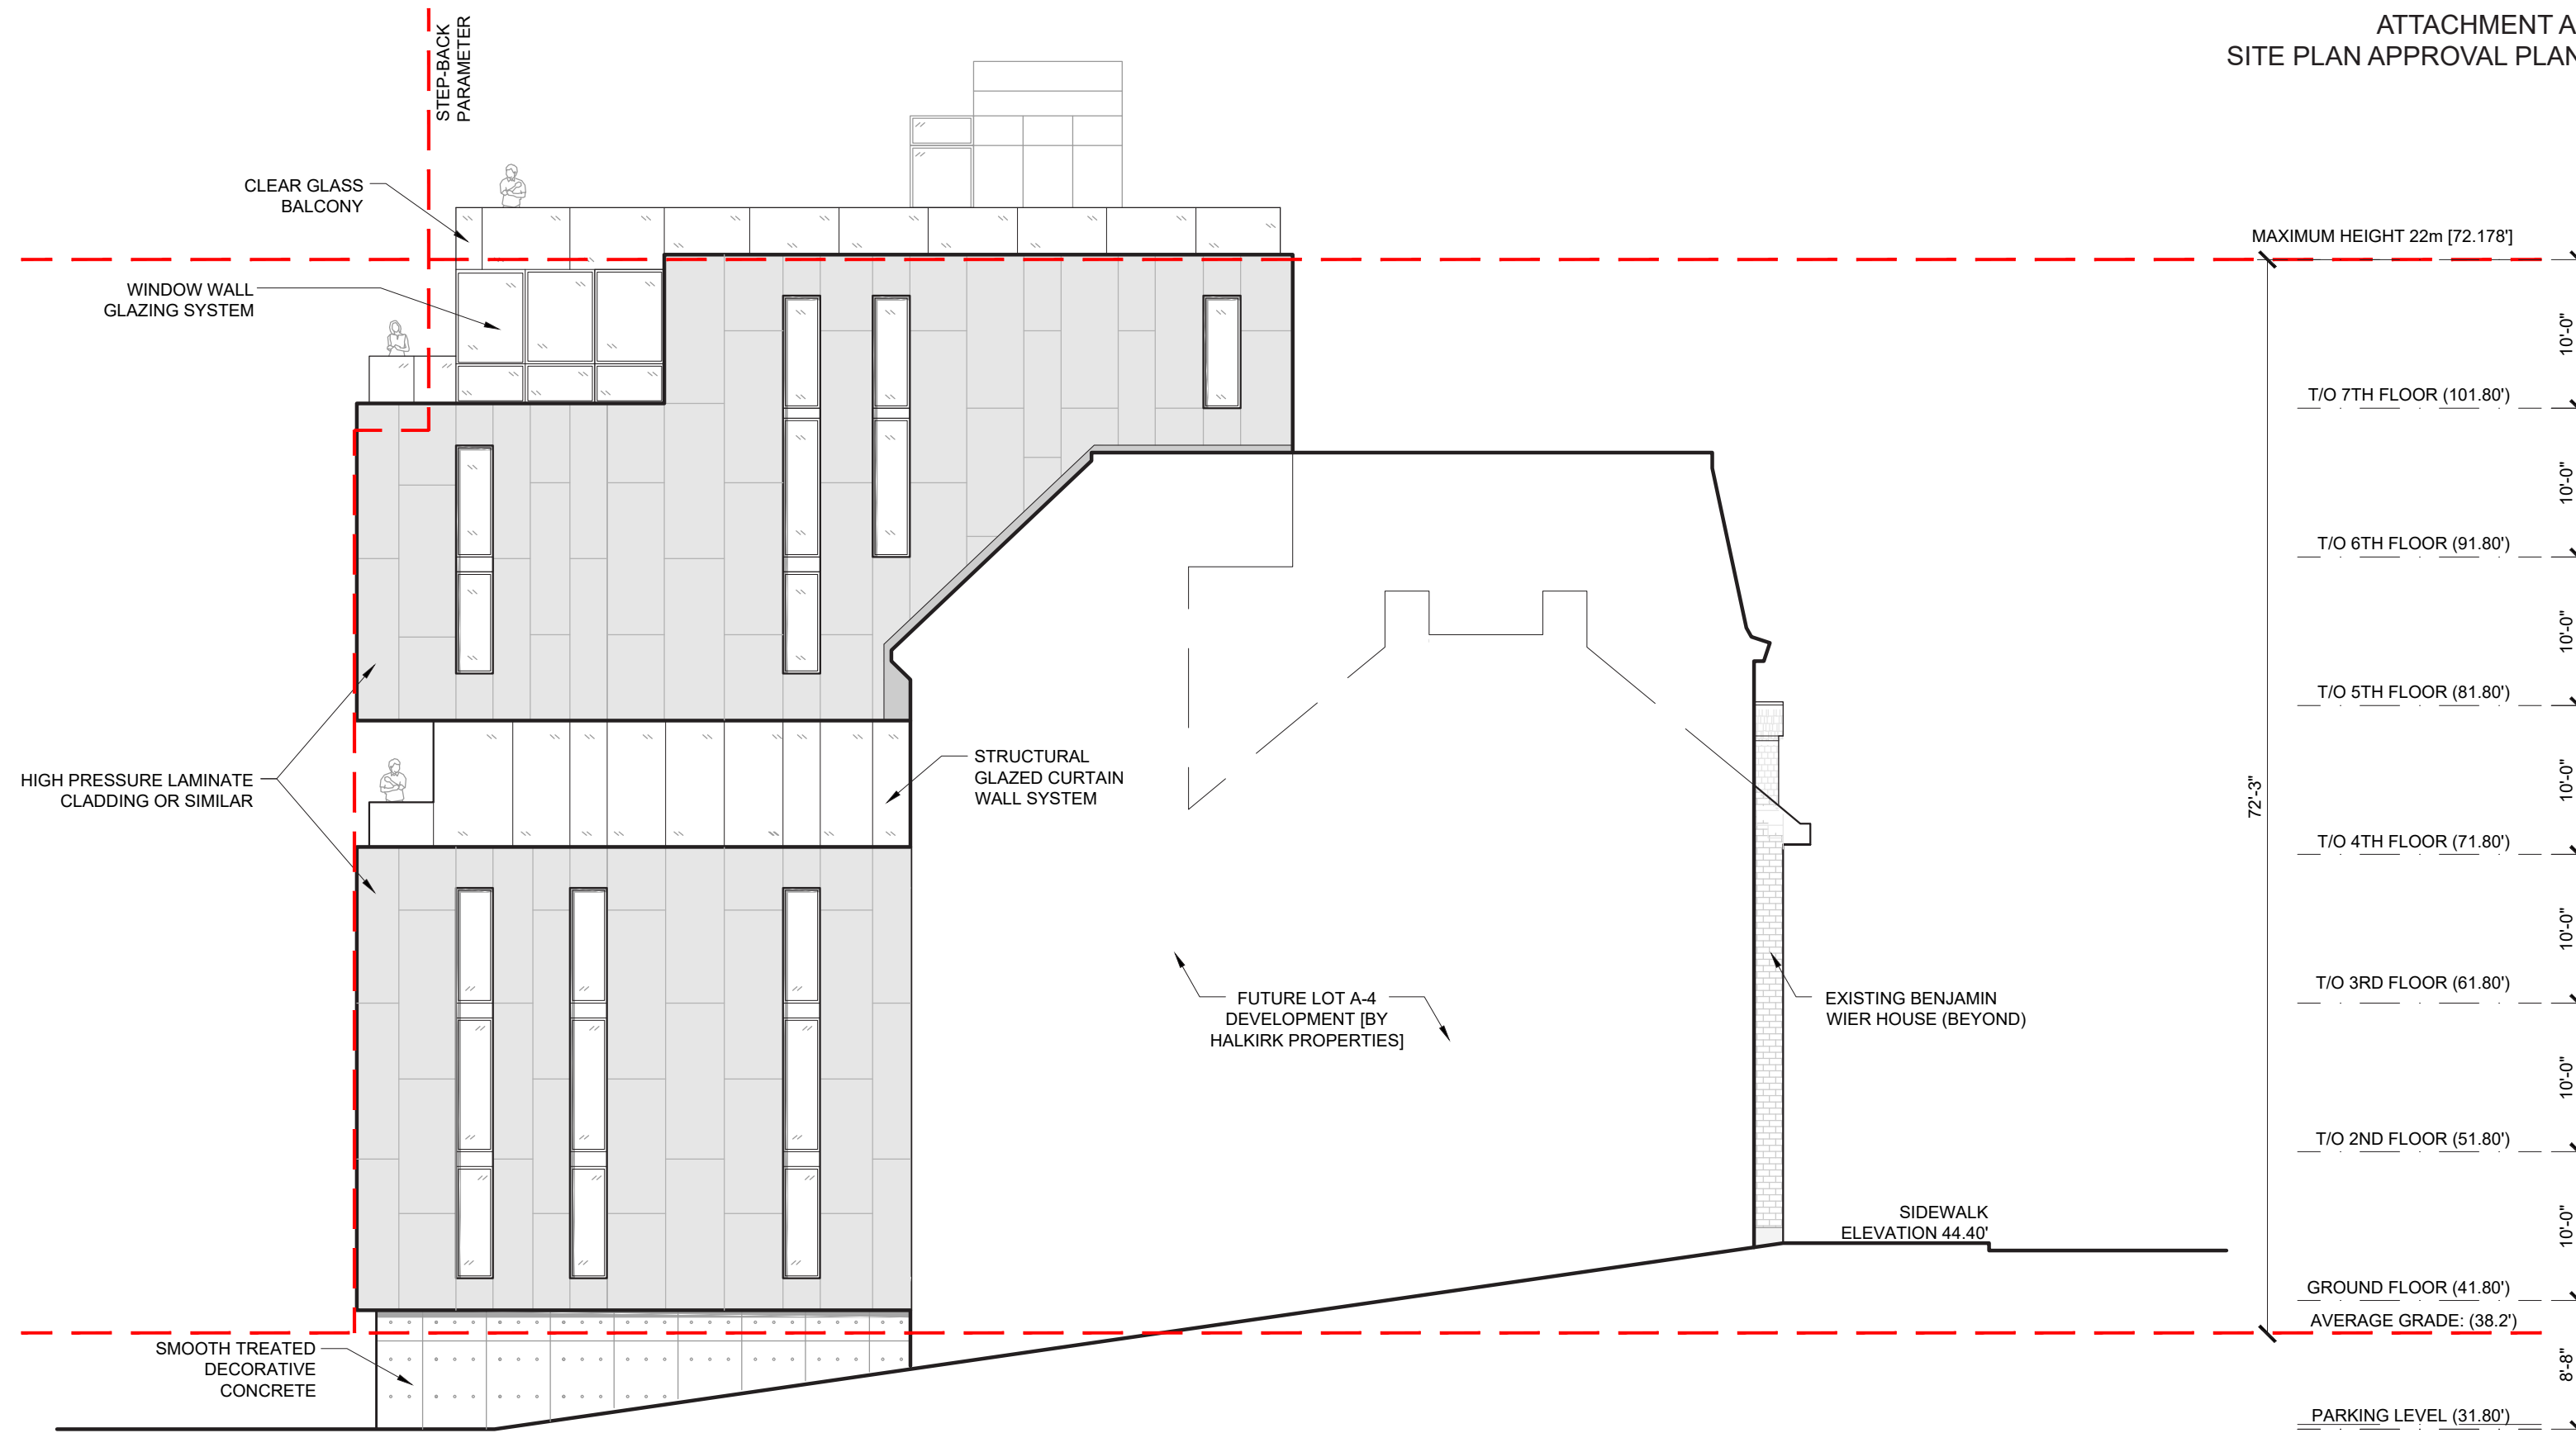 ATTACHMENT A
SITE PLAN APPROVAL PLAN
STEP-BACK
PARAMETER
CLEAR GLASS
BALCONY
MAXIMUM HEIGHT 22m [72.178']
WINDOW WALL
GLAZING SYSTEM
10'-0"
T/O 7TH FLOOR (101.80')
10'-0"
T/O 6TH FLOOR (91.80')
10'-0"
T/O 5TH FLOOR (81.80')
HIGH PRESSURE LAMINATE
CLADDING OR SIMILAR
STRUCTURAL
GLAZED CURTAIN
WALL SYSTEM
72'-3"
10'-0"
T/O 4TH FLOOR (71.80')
10'-0"
FUTURE LOT A-4
DEVELOPMENT [BY
HALKIRK PROPERTIES]
EXISTING BENJAMIN
WIER HOUSE (BEYOND)
T/O 3RD FLOOR (61.80')
10'-0"
T/O 2ND FLOOR (51.80')
10'-0"
SIDEWALK
ELEVATION 44.40'
GROUND FLOOR (41.80')
AVERAGE GRADE: (38.2')
SMOOTH TREATED
DECORATIVE
CONCRETE
8'-8"
PARKING LEVEL (31.80')